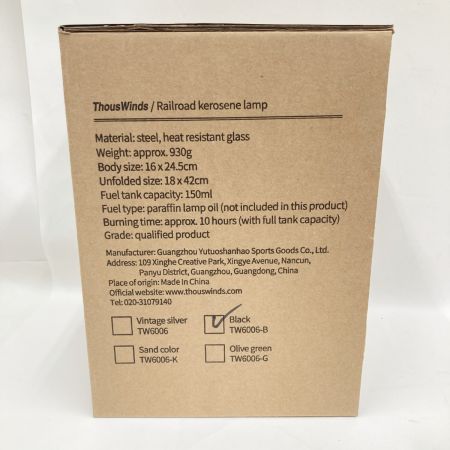 ThousWinds / Railroad kerosene lamp
Material: steel, heat resistant glass
Weight: approx. 930g
Body size: 16 x 24.5cm
Unfolded size: 18 x 42cm
Fuel tank capacity: 150ml
Fuel type: paraffin lamp oil (not included in this product)
Burning time: approx. 10 hours (with full tank capacity)
Grade: qualified product
Manufacturer: Guangzhou Yutuoshanhao Sports Goods Co., Ltd.
Address: 109 Xinghe Creative Park, Xingye Avenue, Nancun,
Panyu District, Guangzhou, Guangdong, China
Place of origin: Made In China
Official website: www.thouswinds.com
Tel: 020-31079140
Vintage silver
TW6006
Black
TW6006-B
Sand color
TW6006-K
Olive green
TW6006-G